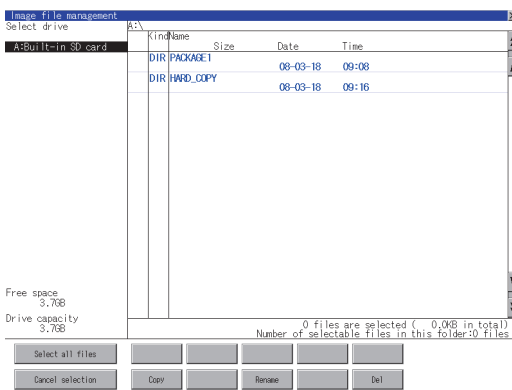 Image file management
Select drive
A:\
A:Built-in SD card
Kind Name
Size Date Time
DIR PACKAGE1
08-03-18 09:08
DIR HARD_COPY
08-03-18 09:16
Free space
3.7GB
Drive capacity
3.7GB
0 files are selected ( 0.0KB in total)
Number of selectable files in this folder:0 files
Select all files
Cancel selection Copy Rename Del